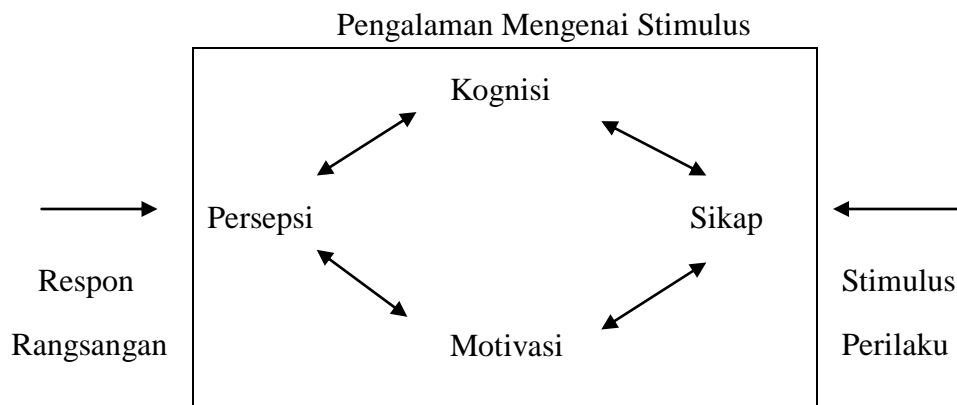 Pengalaman Mengenai Stimulus
Kognisi
Persepsi
Sikap
Respon
Stimulus
Rangsangan
Motivasi
Perilaku